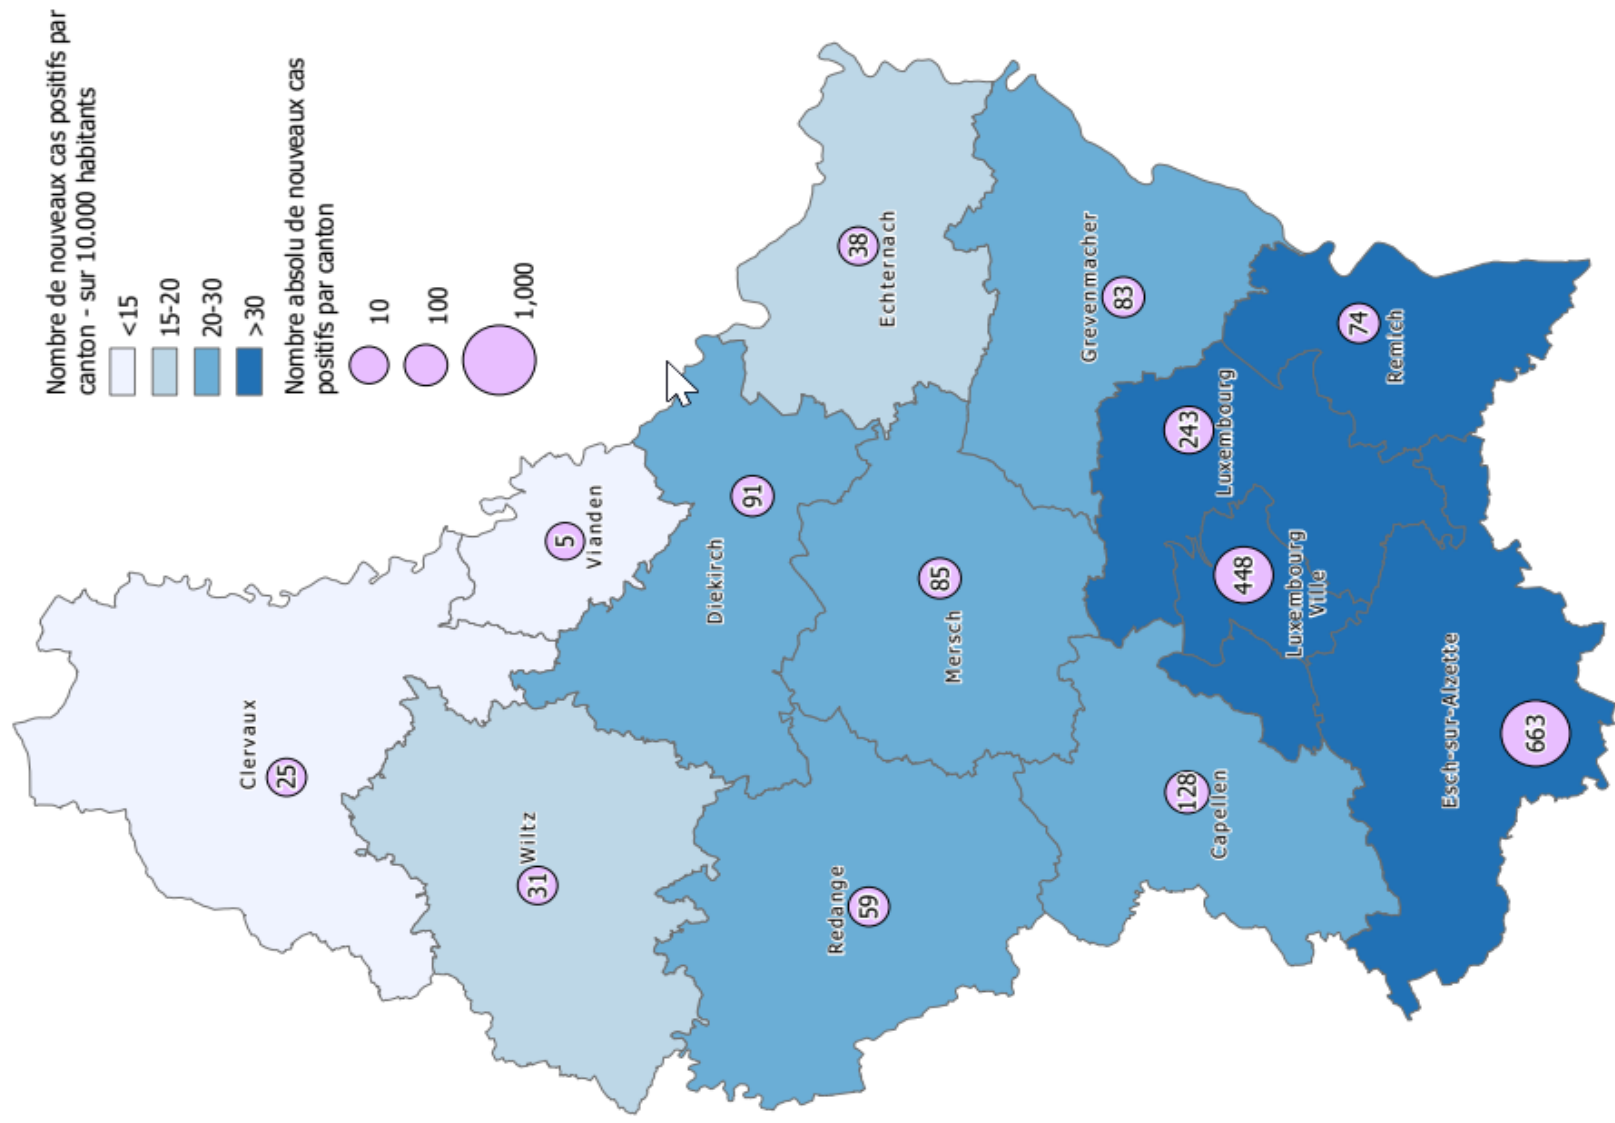 Nombre de nouveaux cas positifs par
canton - sur 10.000 habitants
<15
15-20
20-30
>30
Nombre absolu de nouveaux cas
positifs par canton
10
100
1,000
Clervaux
25
Wiltz
31
Vianden
5
Diekirch
91
Echternach
38
Redange
59
Mersch
85
Grevenmacher
83
Capellen
128
Luxembourg
243
Luxembourg
Ville
448
Remich
74
Esch-sur-Alzette
663